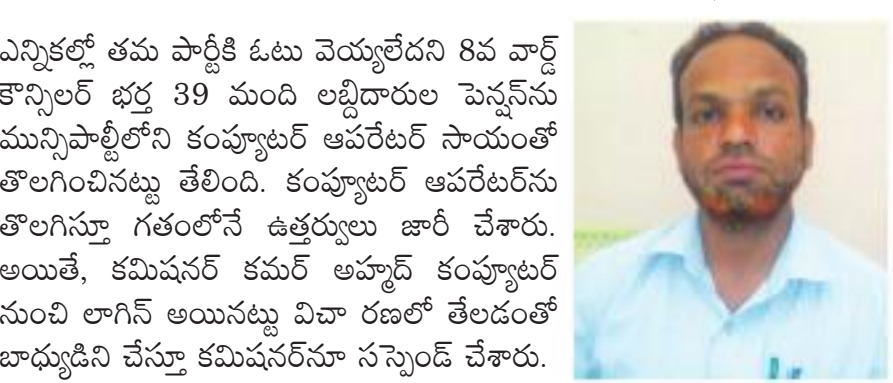 ఎన్నికల్లో తమ పార్టీకి ఓటు వెయ్యలేదని 8వ వార్డ్
కౌన్సిలర్ భర్త 39 మంది లబ్దిదారుల పెన్షన్‌ను
మున్సిపాల్టీలోని కంప్యూటర్ ఆపరేటర్ సాయంతో
తొలగించినట్టు తేలింది. కంప్యూటర్ ఆపరేటర్‌ను
తొలగిస్తూ గతంలోనే ఉత్తర్వులు జారీ చేశారు.
అయితే, కమిషనర్ కమర్ అహ్మద్ కంప్యూటర్
నుంచి లాగిన్ అయినట్టు విచా రణలో తేలడంతో
బాధ్యుడిని చేస్తూ కమిషనర్‌నూ సస్పెండ్ చేశారు.